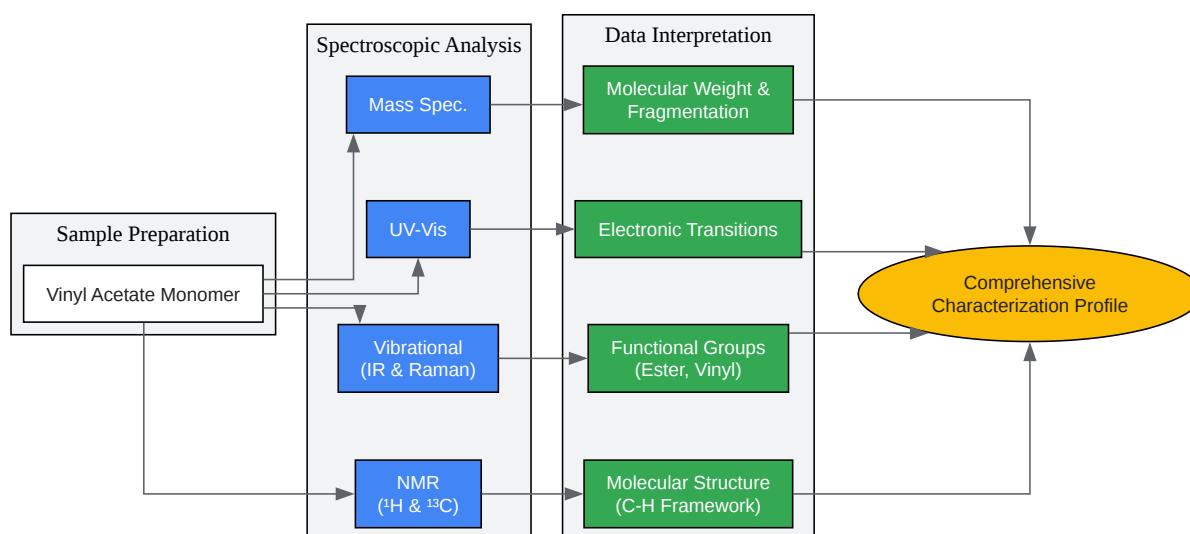 Sample Preparation
Vinyl Acetate Monomer
Spectroscopic Analysis
Mass Spec.
UV-Vis
Vibrational
(IR & Raman)
NMR
(¹H & ¹³C)
Data Interpretation
Molecular Weight &
Fragmentation
Electronic Transitions
Functional Groups
(Ester, Vinyl)
Molecular Structure
(C-H Framework)
Comprehensive
Characterization Profile